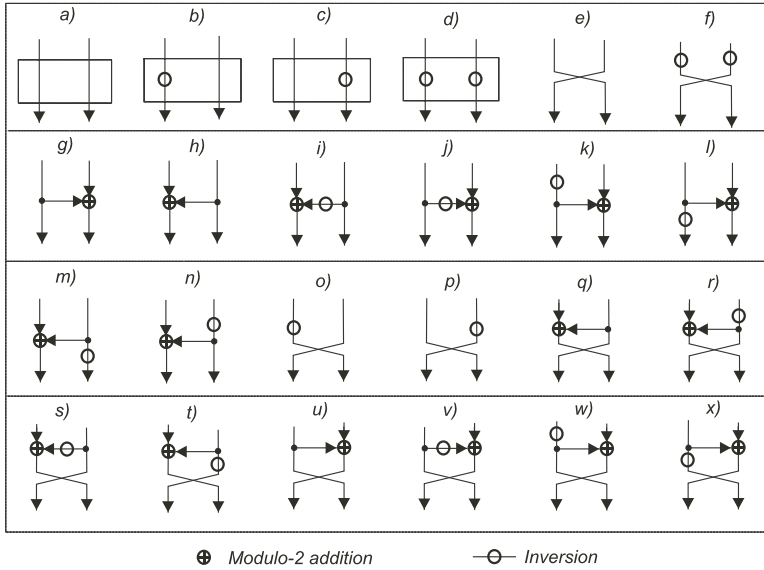 a) b) c) d) e) f)
g) h) i) j) k) l)
m) n) o) p) q) r)
s) t) u) v) w) x)
Modulo-2 addition Inversion